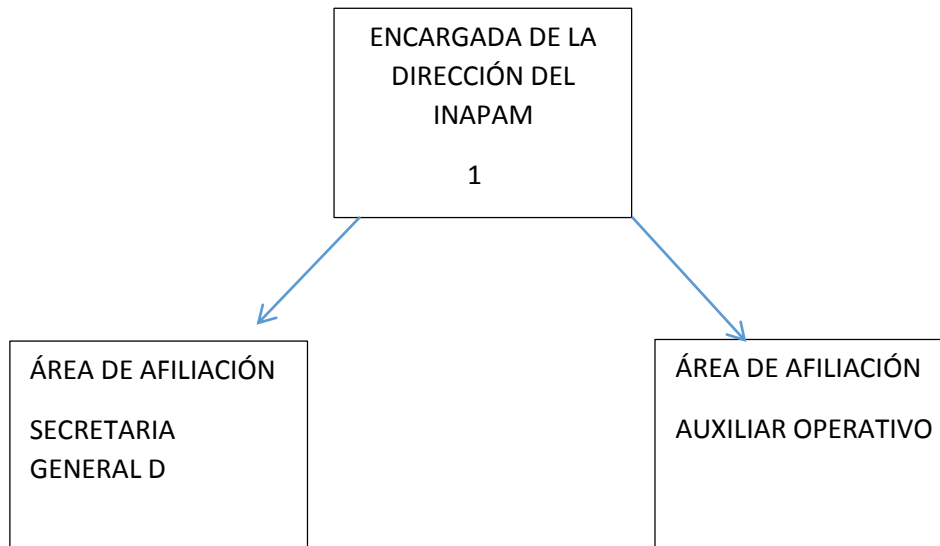 ENCARGADA DE LA
DIRECCIÓN DEL
INAPAM
1
ÁREA DE AFILIACIÓN
SECRETARIA
GENERAL D
ÁREA DE AFILIACIÓN
AUXILIAR OPERATIVO